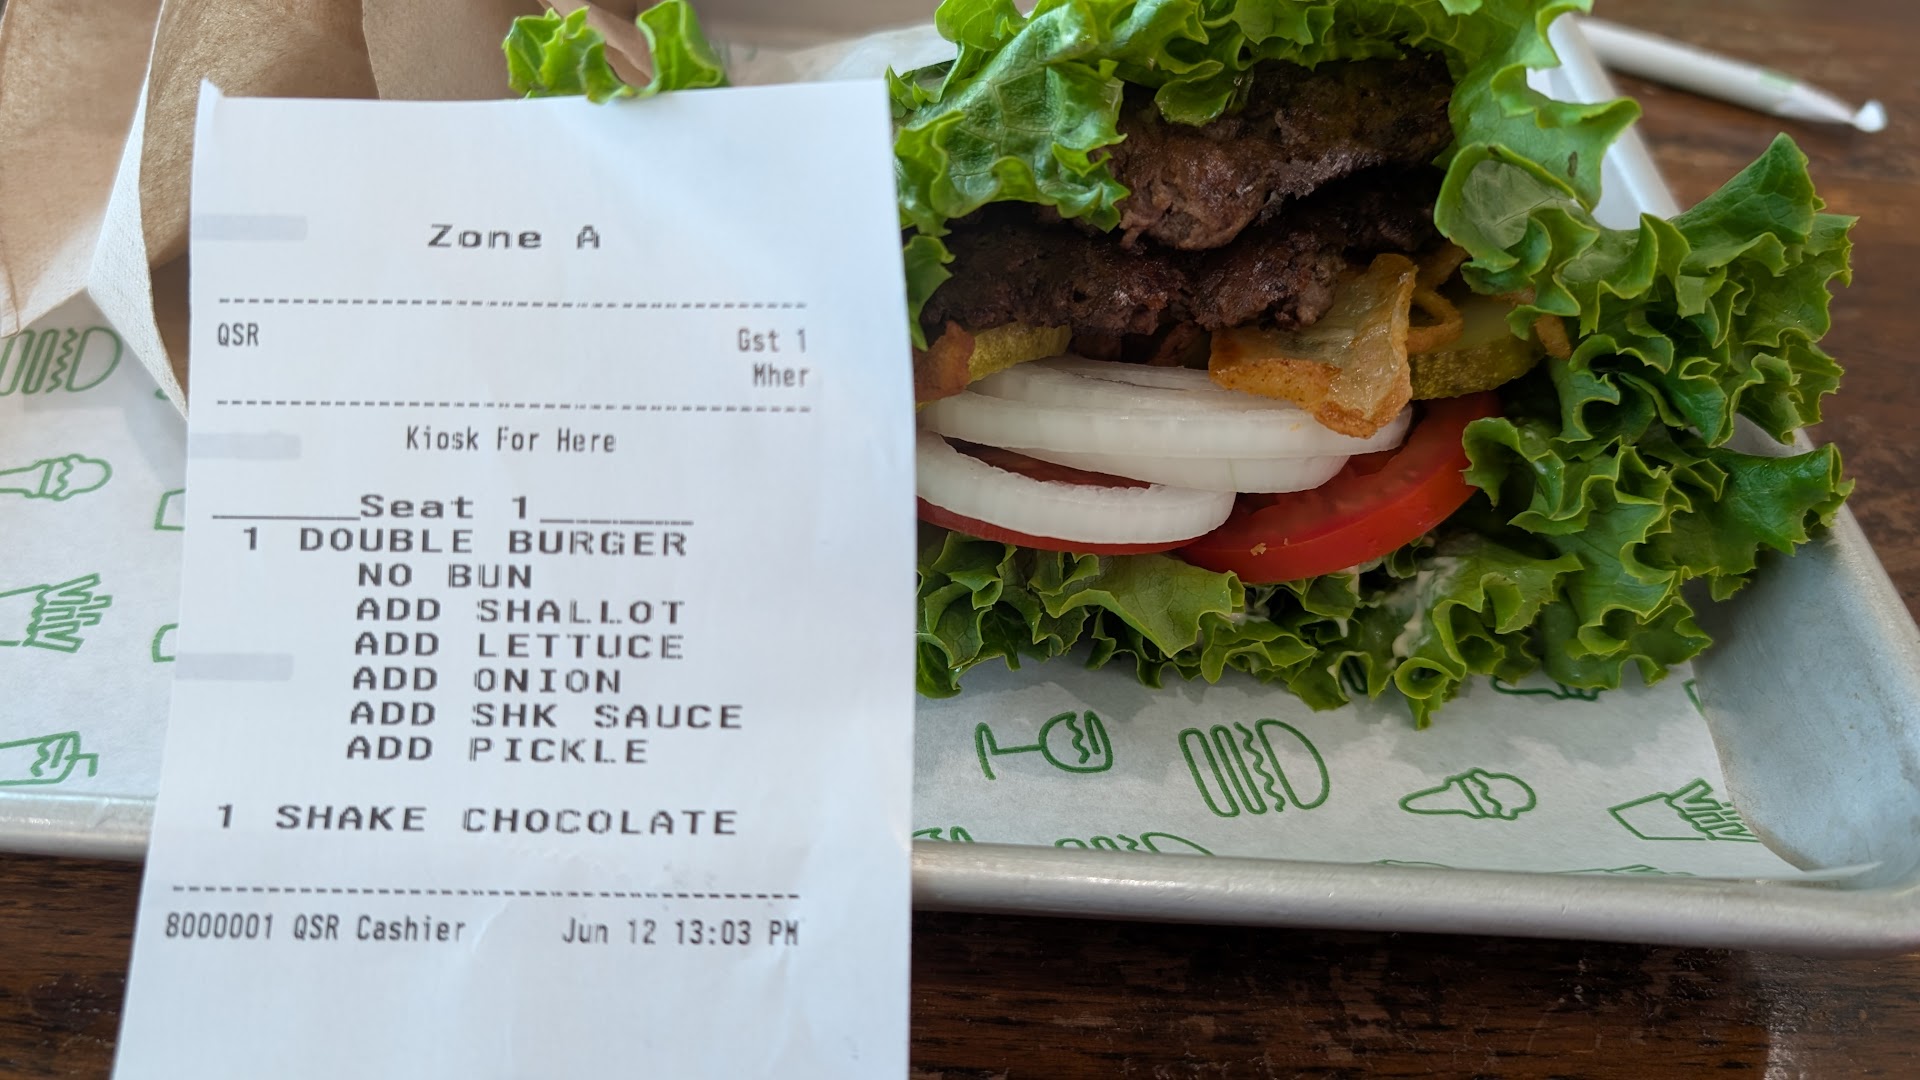 Zone A
QSR Gst 1
Mher
Kiosk For Here
Seat 1
1 DOUBLE BURGER
NO BUN
ADD SHALLOT
ADD LETTUCE
ADD ONION
ADD SHK SAUCE
ADD PICKLE
1 SHAKE CHOCOLATE
8000001 QSR Cashier Jun 12 13:03 PM